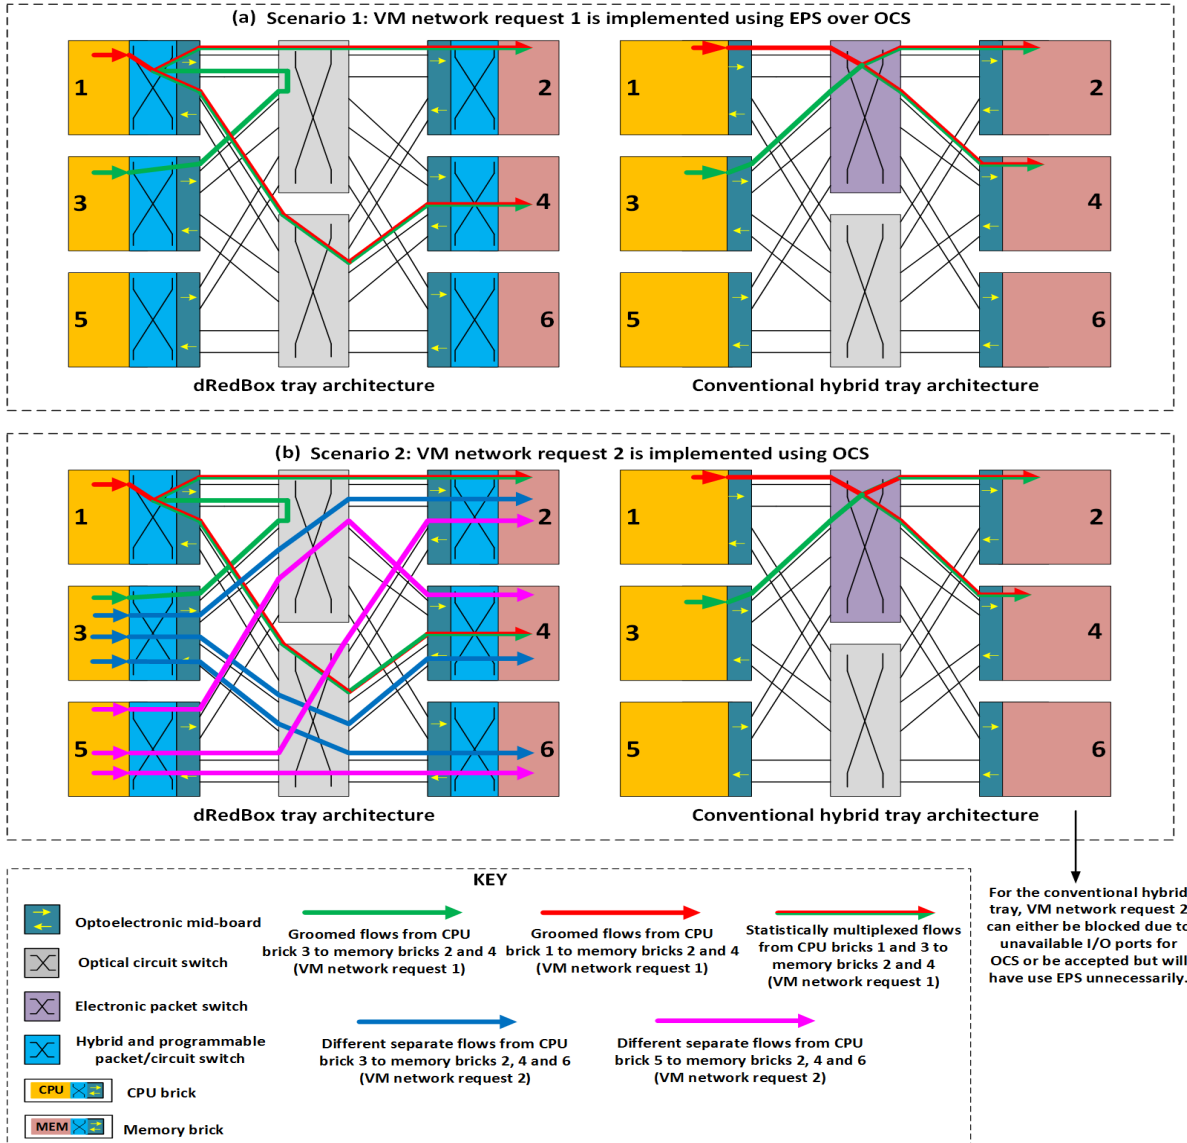 (a) Scenario 1: VM network request 1 is implemented using EPS over OCS
1
2
3
4
5
6
dRedBox tray architecture
1
2
3
4
5
6
Conventional hybrid tray architecture
(b) Scenario 2: VM network request 2 is implemented using OCS
1
2
3
4
5
6
dRedBox tray architecture
1
2
3
4
5
6
Conventional hybrid tray architecture
For the conventional hybrid
tray, VM network request 2
can either be blocked due to
unavailable I/O ports for
OCS or be accepted but will
have use EPS unnecessarily.
KEY
Optoelectronic mid-board
Optical circuit switch
Electronic packet switch
Hybrid and programmable
packet/circuit switch
CPU
CPU brick
MEM
Memory brick
Groomed flows from CPU
brick 3 to memory bricks 2 and 4
(VM network request 1)
Groomed flows from CPU
brick 1 to memory bricks 2 and 4
(VM network request 1)
Statistically multiplexed flows
from CPU bricks 1 and 3 to
memory bricks 2 and 4
(VM network request 1)
Different separate flows from CPU
brick 3 to memory bricks 2, 4 and 6
(VM network request 2)
Different separate flows from CPU
brick 5 to memory bricks 2, 4 and 6
(VM network request 2)